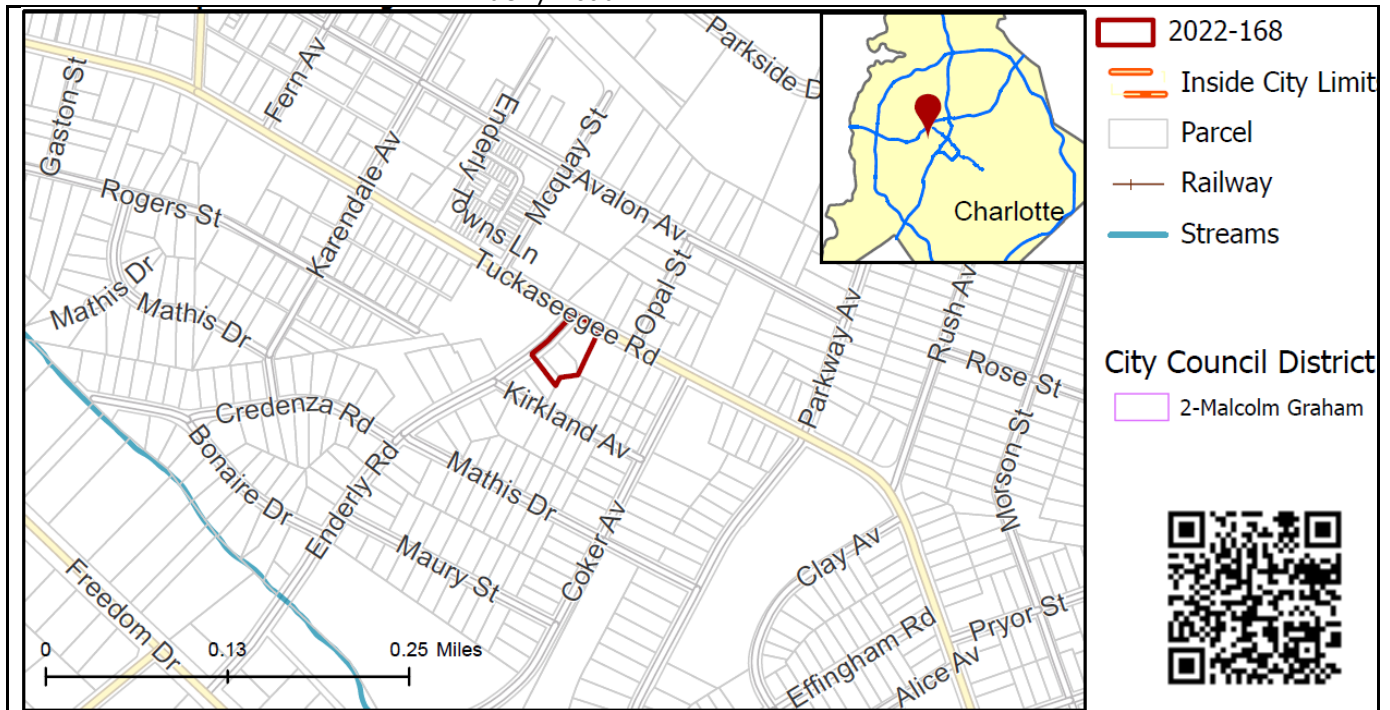 Gaston St
Fern Av
Karendale Av
Enderly Towns Ln
Mcquay St
Parkside D
Avalon Av
Rogers St
Mathis Dr
Mathis Dr
Tuckaseegee Rd
Opal St
Parkway Av
Rush Av
Rose St
Morson St
Kirkland Av
Credenza Rd
Bonaire Dr
Enderly Rd
Mathis Dr
Maury St
Coker Av
Clay Av
Effingham Rd
Pryor St
Alice Av
Freedom Dr
0 0.13 0.25 Miles
Charlotte
2022-168
Inside City Limit
Parcel
Railway
Streams
City Council District
2-Malcolm Graham